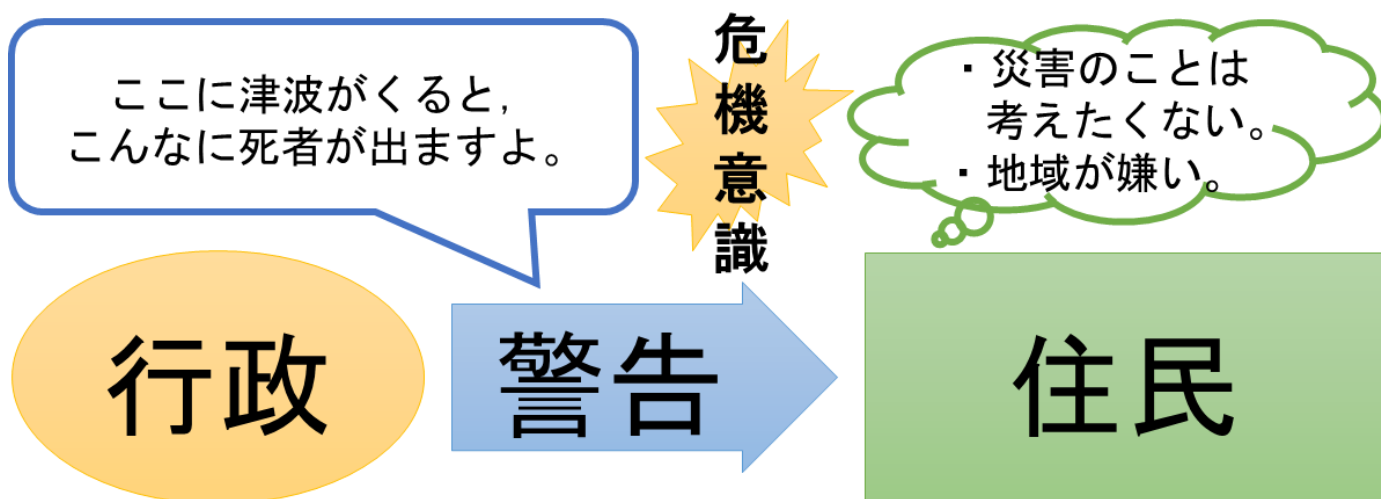 ここに津波がくると，
こんなに死者が出ますよ。
危機意識
・災害のことは
考えたくない。
・地域が嫌い。
行政
警告
住民